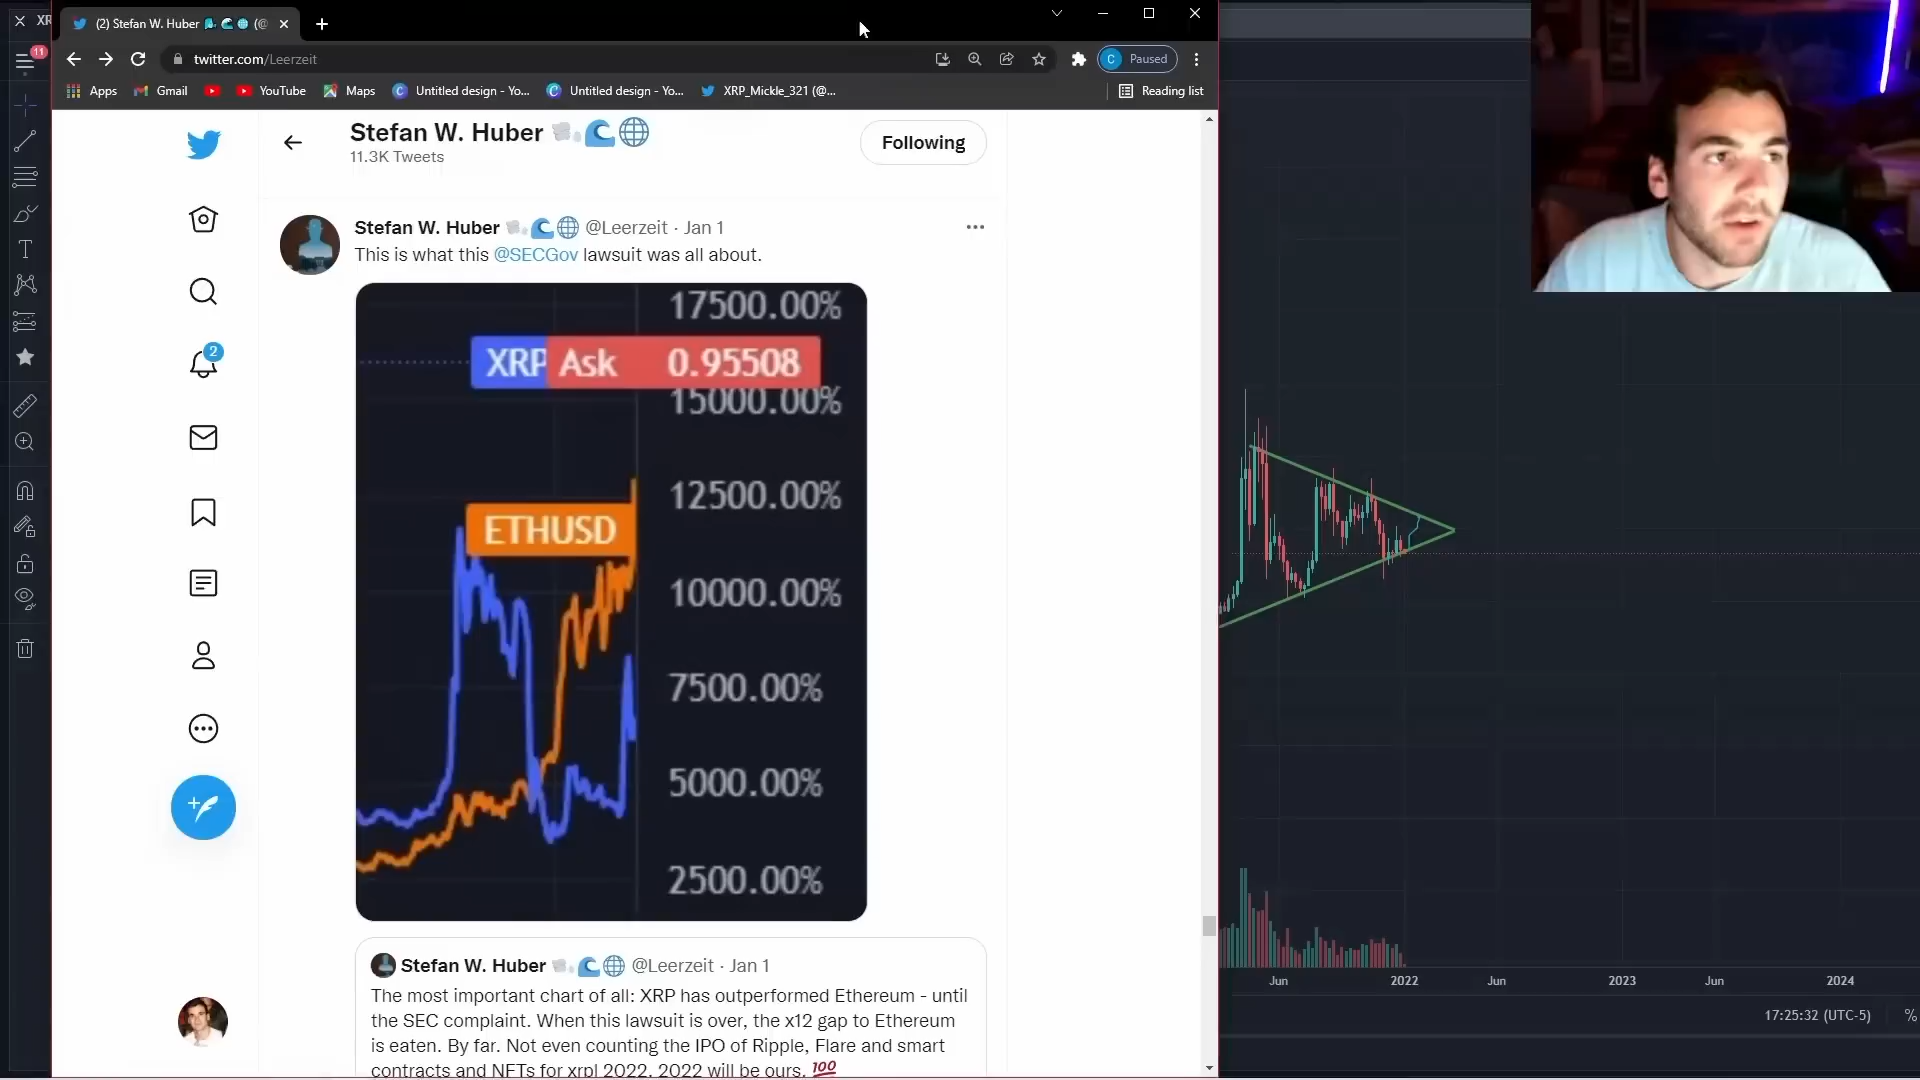 XR
(2) Stefan W. Huber
(@
11
twitter.com/Leerzeit
C Paused
Apps
Gmail
YouTube
Maps
Untitled design - Yo...
Untitled design - Yo...
XRP_Mickle_321 (@...
Reading list
Stefan W. Huber
11.3K Tweets
Following
2
Stefan W. Huber @Leerzeit · Jan 1
This is what this @SECGov lawsuit was all about.
17500.00%
XRP Ask 0.95508
15000.00%
12500.00%
ETHUSD
10000.00%
7500.00%
5000.00%
2500.00%
Stefan W. Huber @Leerzeit · Jan 1
The most important chart of all: XRP has outperformed Ethereum - until
the SEC complaint. When this lawsuit is over, the x12 gap to Ethereum
is eaten. By far. Not even counting the IPO of Ripple, Flare and smart
contracts and NFTs for xrpl 2022. 2022 will be ours. 💯
Jun 2022 Jun 2023 Jun 2024
17:25:32 (UTC-5) %